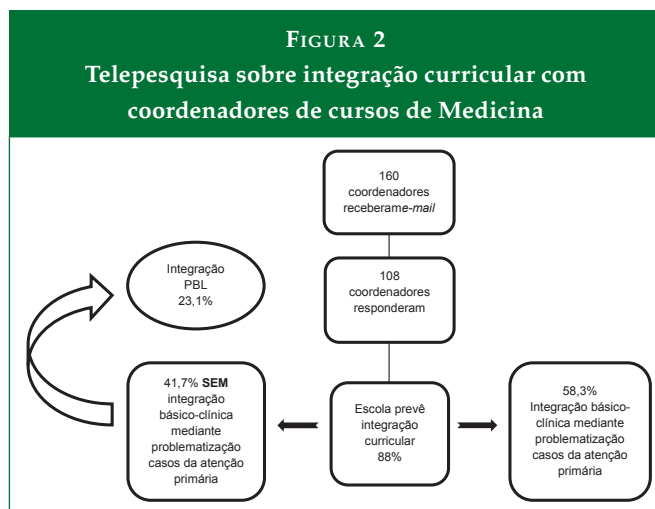 FIGURA 2
Telepesquisa sobre integração curricular com
coordenadores de cursos de Medicina
160
coordenadores
receberame-mail
108
coordenadores
responderam
Integração
PBL
23,1%
41,7% SEM
integração
básico-clínica
mediante
problematização
casos da atenção
primária
Escola prevê
integração
curricular
88%
58,3%
Integração básico-
clínica mediante
problematização
casos da atenção
primária